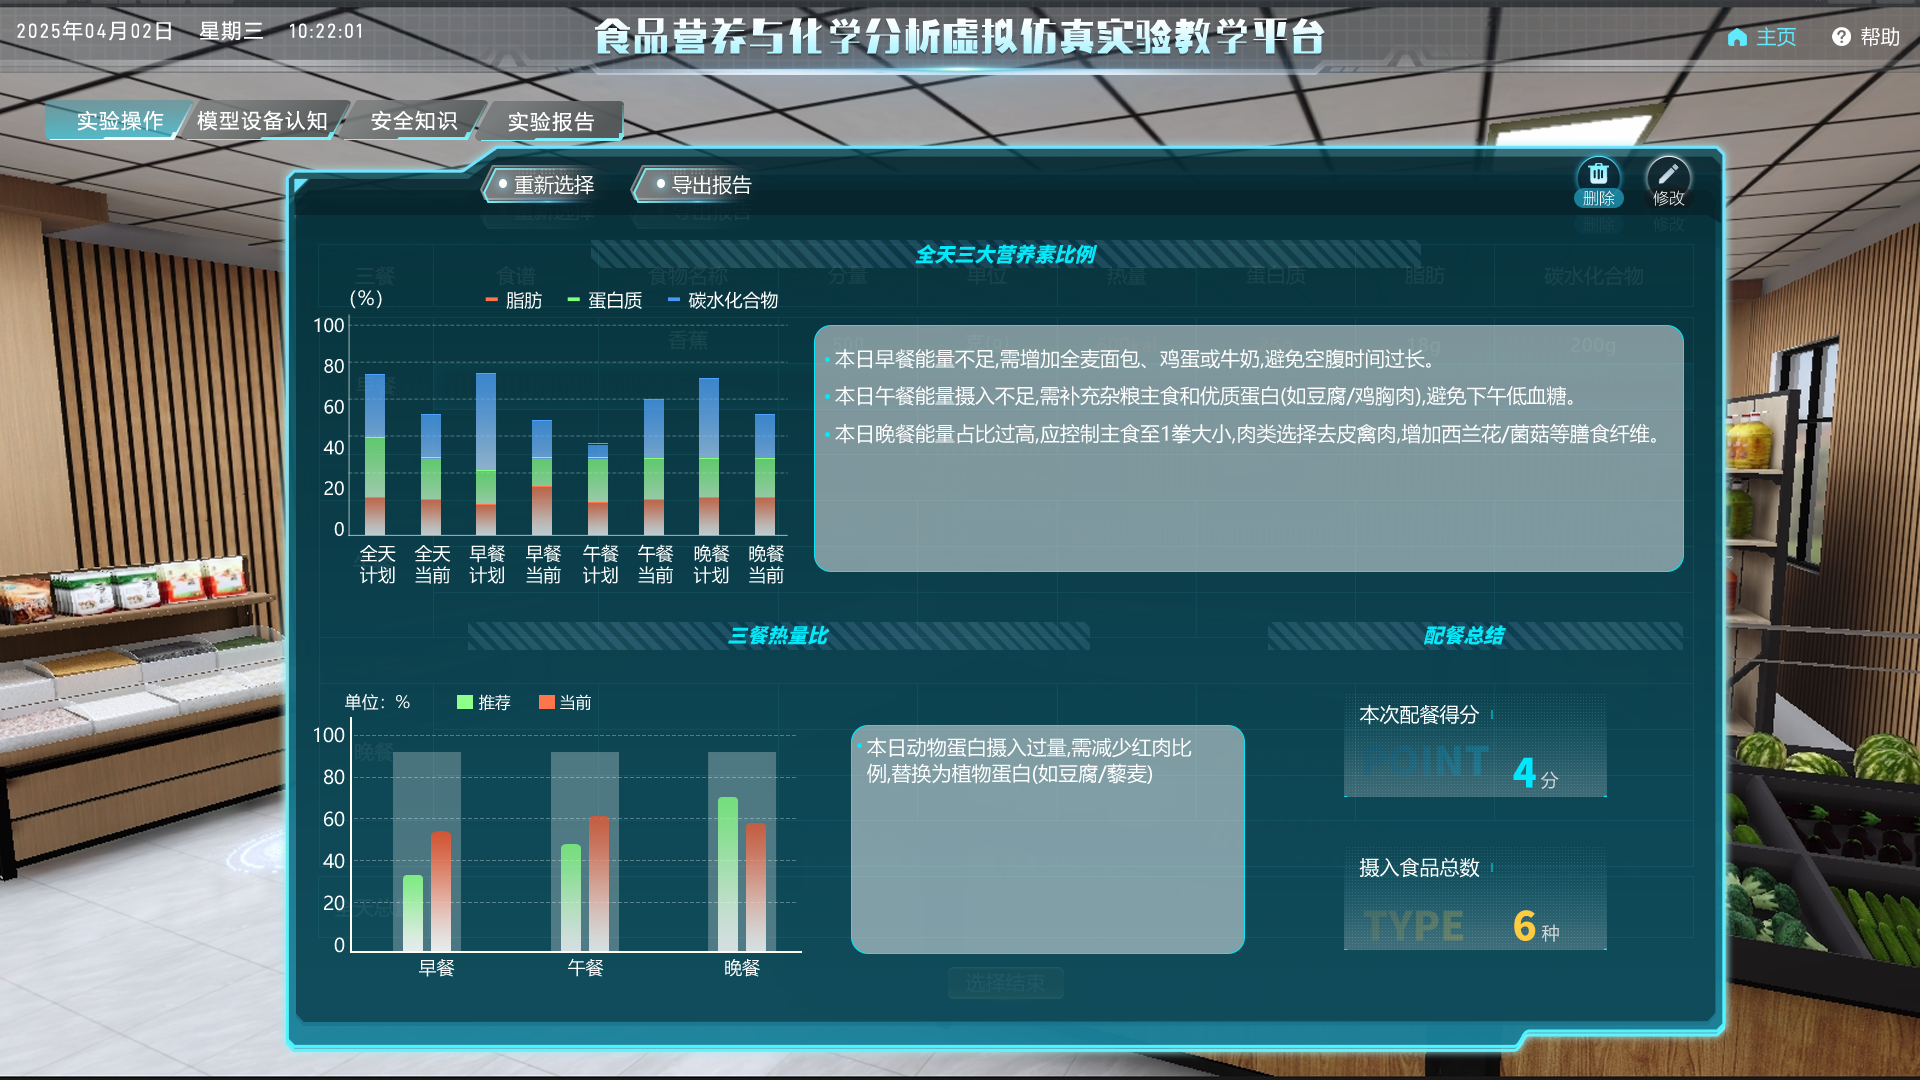 2025年04月02日 星期三 10:22:01
食品营养与化学分析虚拟仿真实验教学平台
主页 帮助
实验操作 模型设备认知 安全知识 实验报告
重新选择 导出报告
删除 修改
全天三大营养素比例
三餐 食谱 食物名称 分量 单位 热量 蛋白质 脂肪 碳水化合物
(%)
脂肪 蛋白质 碳水化合物
100
80
60
40
20
0
全天计划 全天当前 早餐计划 早餐当前 午餐计划 午餐当前 晚餐计划 晚餐当前
香蕉
18g 200g
本日早餐能量不足,需增加全麦面包、鸡蛋或牛奶,避免空腹时间过长。
本日午餐能量摄入不足,需补充杂粮主食和优质蛋白(如豆腐/鸡胸肉),避免下午低血糖。
本日晚餐能量占比过高,应控制主食至1拳大小,肉类选择去皮禽肉,增加西兰花/菌菇等膳食纤维。
三餐热量比
配餐总结
单位：%
推荐 当前
100
80
60
40
20
0
早餐 午餐 晚餐
本日动物蛋白摄入过量,需减少红肉比
例,替换为植物蛋白(如豆腐/藜麦)
本次配餐得分
POINT
4 分
摄入食品总数
TYPE
6 种
选择结束